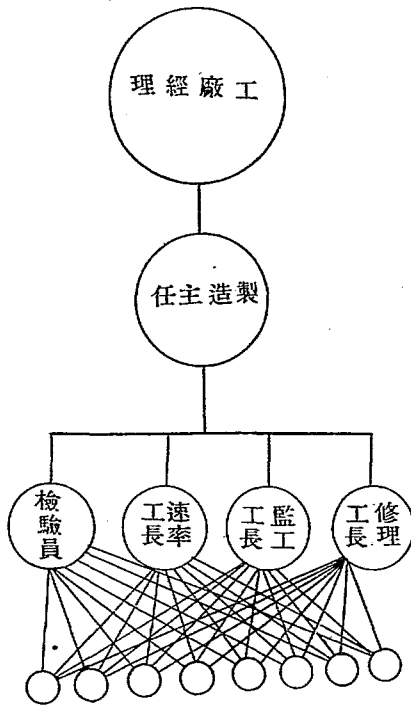 工廠經理
製造主任
修理工長
監工工長
速率工長
檢驗員